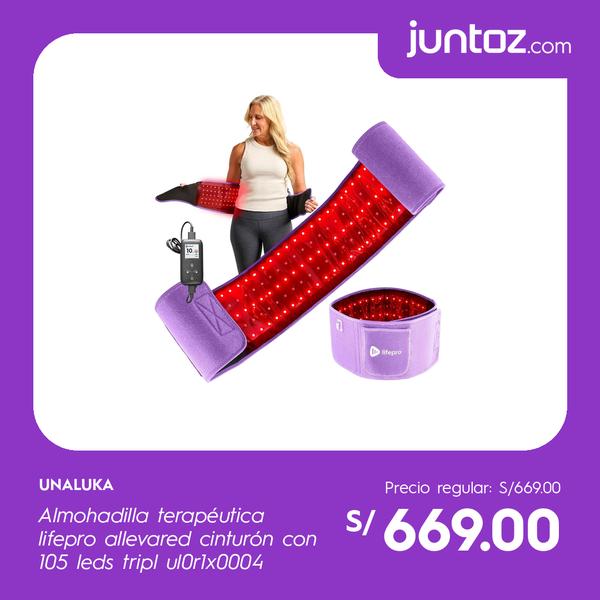 juntoz.com
10
lifepro
UNALUKA
Almohadilla terapéutica
lifepro allevared cinturón con
105 leds tripl ul0r1x0004
Precio regular: S/669.00
S/ 669.00